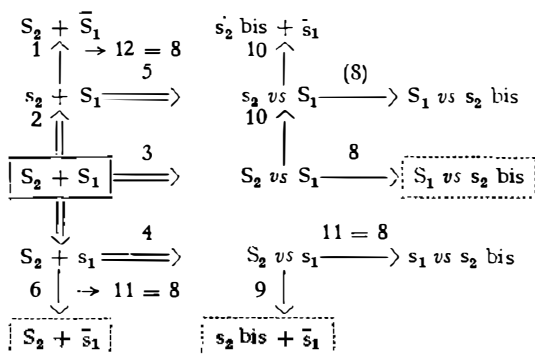 S₂ + S̄₁ s₂ bis + s̄₁
1 → 12 = 8 10
5 (8)
s₂ + S₁ s₂ vs S₁ S₁ vs s₂ bis
2 10
3 8
S₂ + S₁ S₂ vs S₁ S₁ vs s₂ bis
4 11 = 8
S₂ + s₁ S₂ vs s₁ s₁ vs s₂ bis
6 → 11 = 8 9
S₂ + s̄₁ s₂ bis + s̄₁